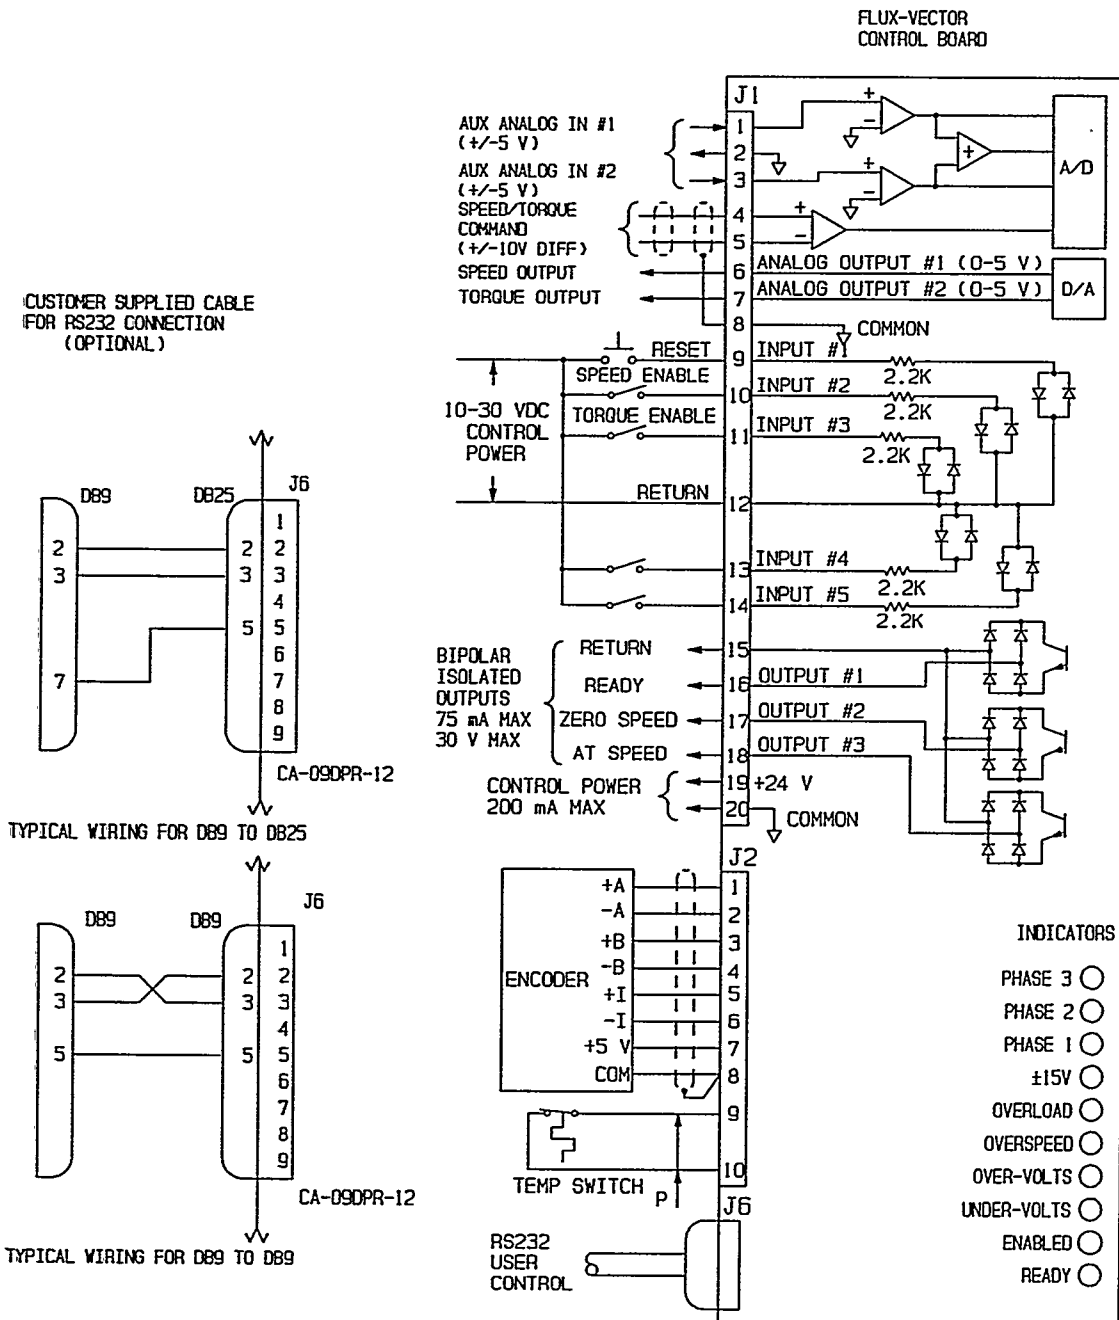 FLUX-VECTOR
CONTROL BOARD
J1
AUX ANALOG IN #1
(+/-5 V)
AUX ANALOG IN #2
(+/-5 V)
SPEED/TORQUE
COMMAND
(+/-10V DIFF)
SPEED OUTPUT
TORQUE OUTPUT
1
2
3
4
5
6
7
8
9
10
11
12
13
14
15
16
17
18
19
20
+
-
+
-
+
+
-
A/D
ANALOG OUTPUT #1 (0-5 V)
ANALOG OUTPUT #2 (0-5 V)
D/A
COMMON
RESET
INPUT #1
2.2K
SPEED ENABLE
INPUT #2
2.2K
TORQUE ENABLE
INPUT #3
2.2K
10-30 VDC
CONTROL
POWER
RETURN
INPUT #4
2.2K
INPUT #5
2.2K
BIPOLAR
ISOLATED
OUTPUTS
75 mA MAX
30 V MAX
RETURN
READY
ZERO SPEED
AT SPEED
OUTPUT #1
OUTPUT #2
OUTPUT #3
CONTROL POWER
200 mA MAX
+24 V
COMMON
CUSTOMER SUPPLIED CABLE
FOR RS232 CONNECTION
(OPTIONAL)
DB9
DB25
J6
2
3
7
2
3
5
1
2
3
4
5
6
7
8
9
CA-09DPR-12
TYPICAL WIRING FOR DB9 TO DB25
DB9
DB9
J6
2
3
5
2
3
5
1
2
3
4
5
6
7
8
9
CA-09DPR-12
TYPICAL WIRING FOR DB9 TO DB9
J2
ENCODER
+A
-A
+B
-B
+I
-I
+5 V
COM
1
2
3
4
5
6
7
8
9
10
TEMP SWITCH
P
J6
RS232
USER
CONTROL
INDICATORS
PHASE 3
PHASE 2
PHASE 1
±15V
OVERLOAD
OVERSPEED
OVER-VOLTS
UNDER-VOLTS
ENABLED
READY